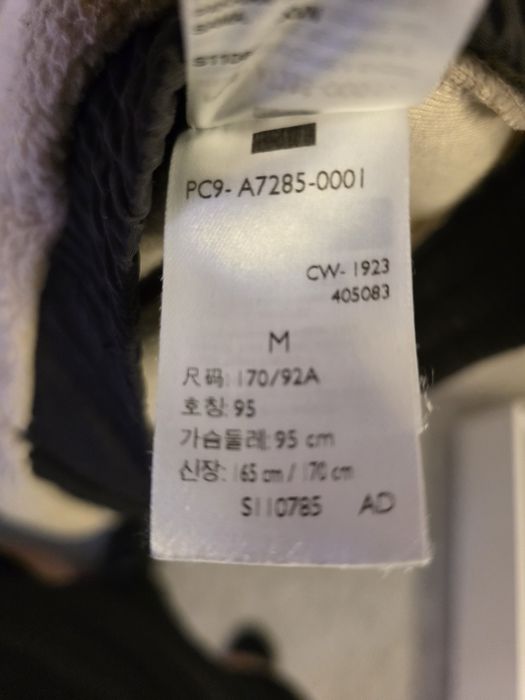 PC9- A7285-0001
CW- 1923
405083
M
尺码: 170/92A
호칭: 95
가슴둘레: 95 cm
신장: 165 cm / 170 cm
S110785 AD